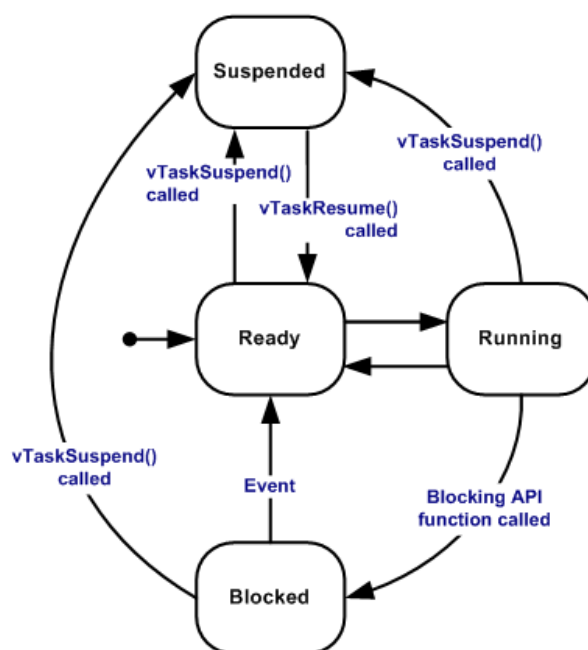 Suspended
vTaskSuspend()
called
vTaskSuspend()
called
vTaskResume()
called
Ready
Running
vTaskSuspend()
called
Event
Blocking API
function called
Blocked